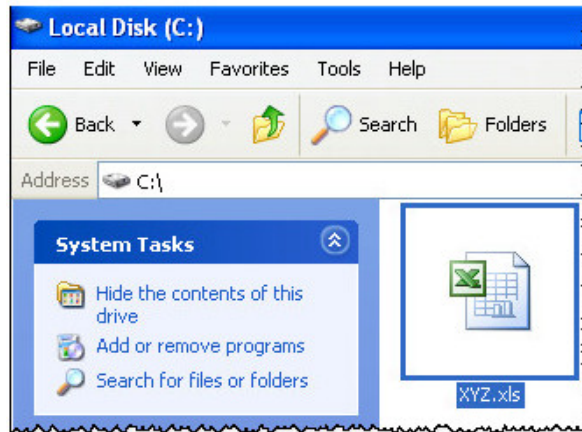 Local Disk (C:)
File Edit View Favorites Tools Help
Back Search Folders
Address C:\
System Tasks
Hide the contents of this
drive
Add or remove programs
Search for files or folders
XYZ.xls